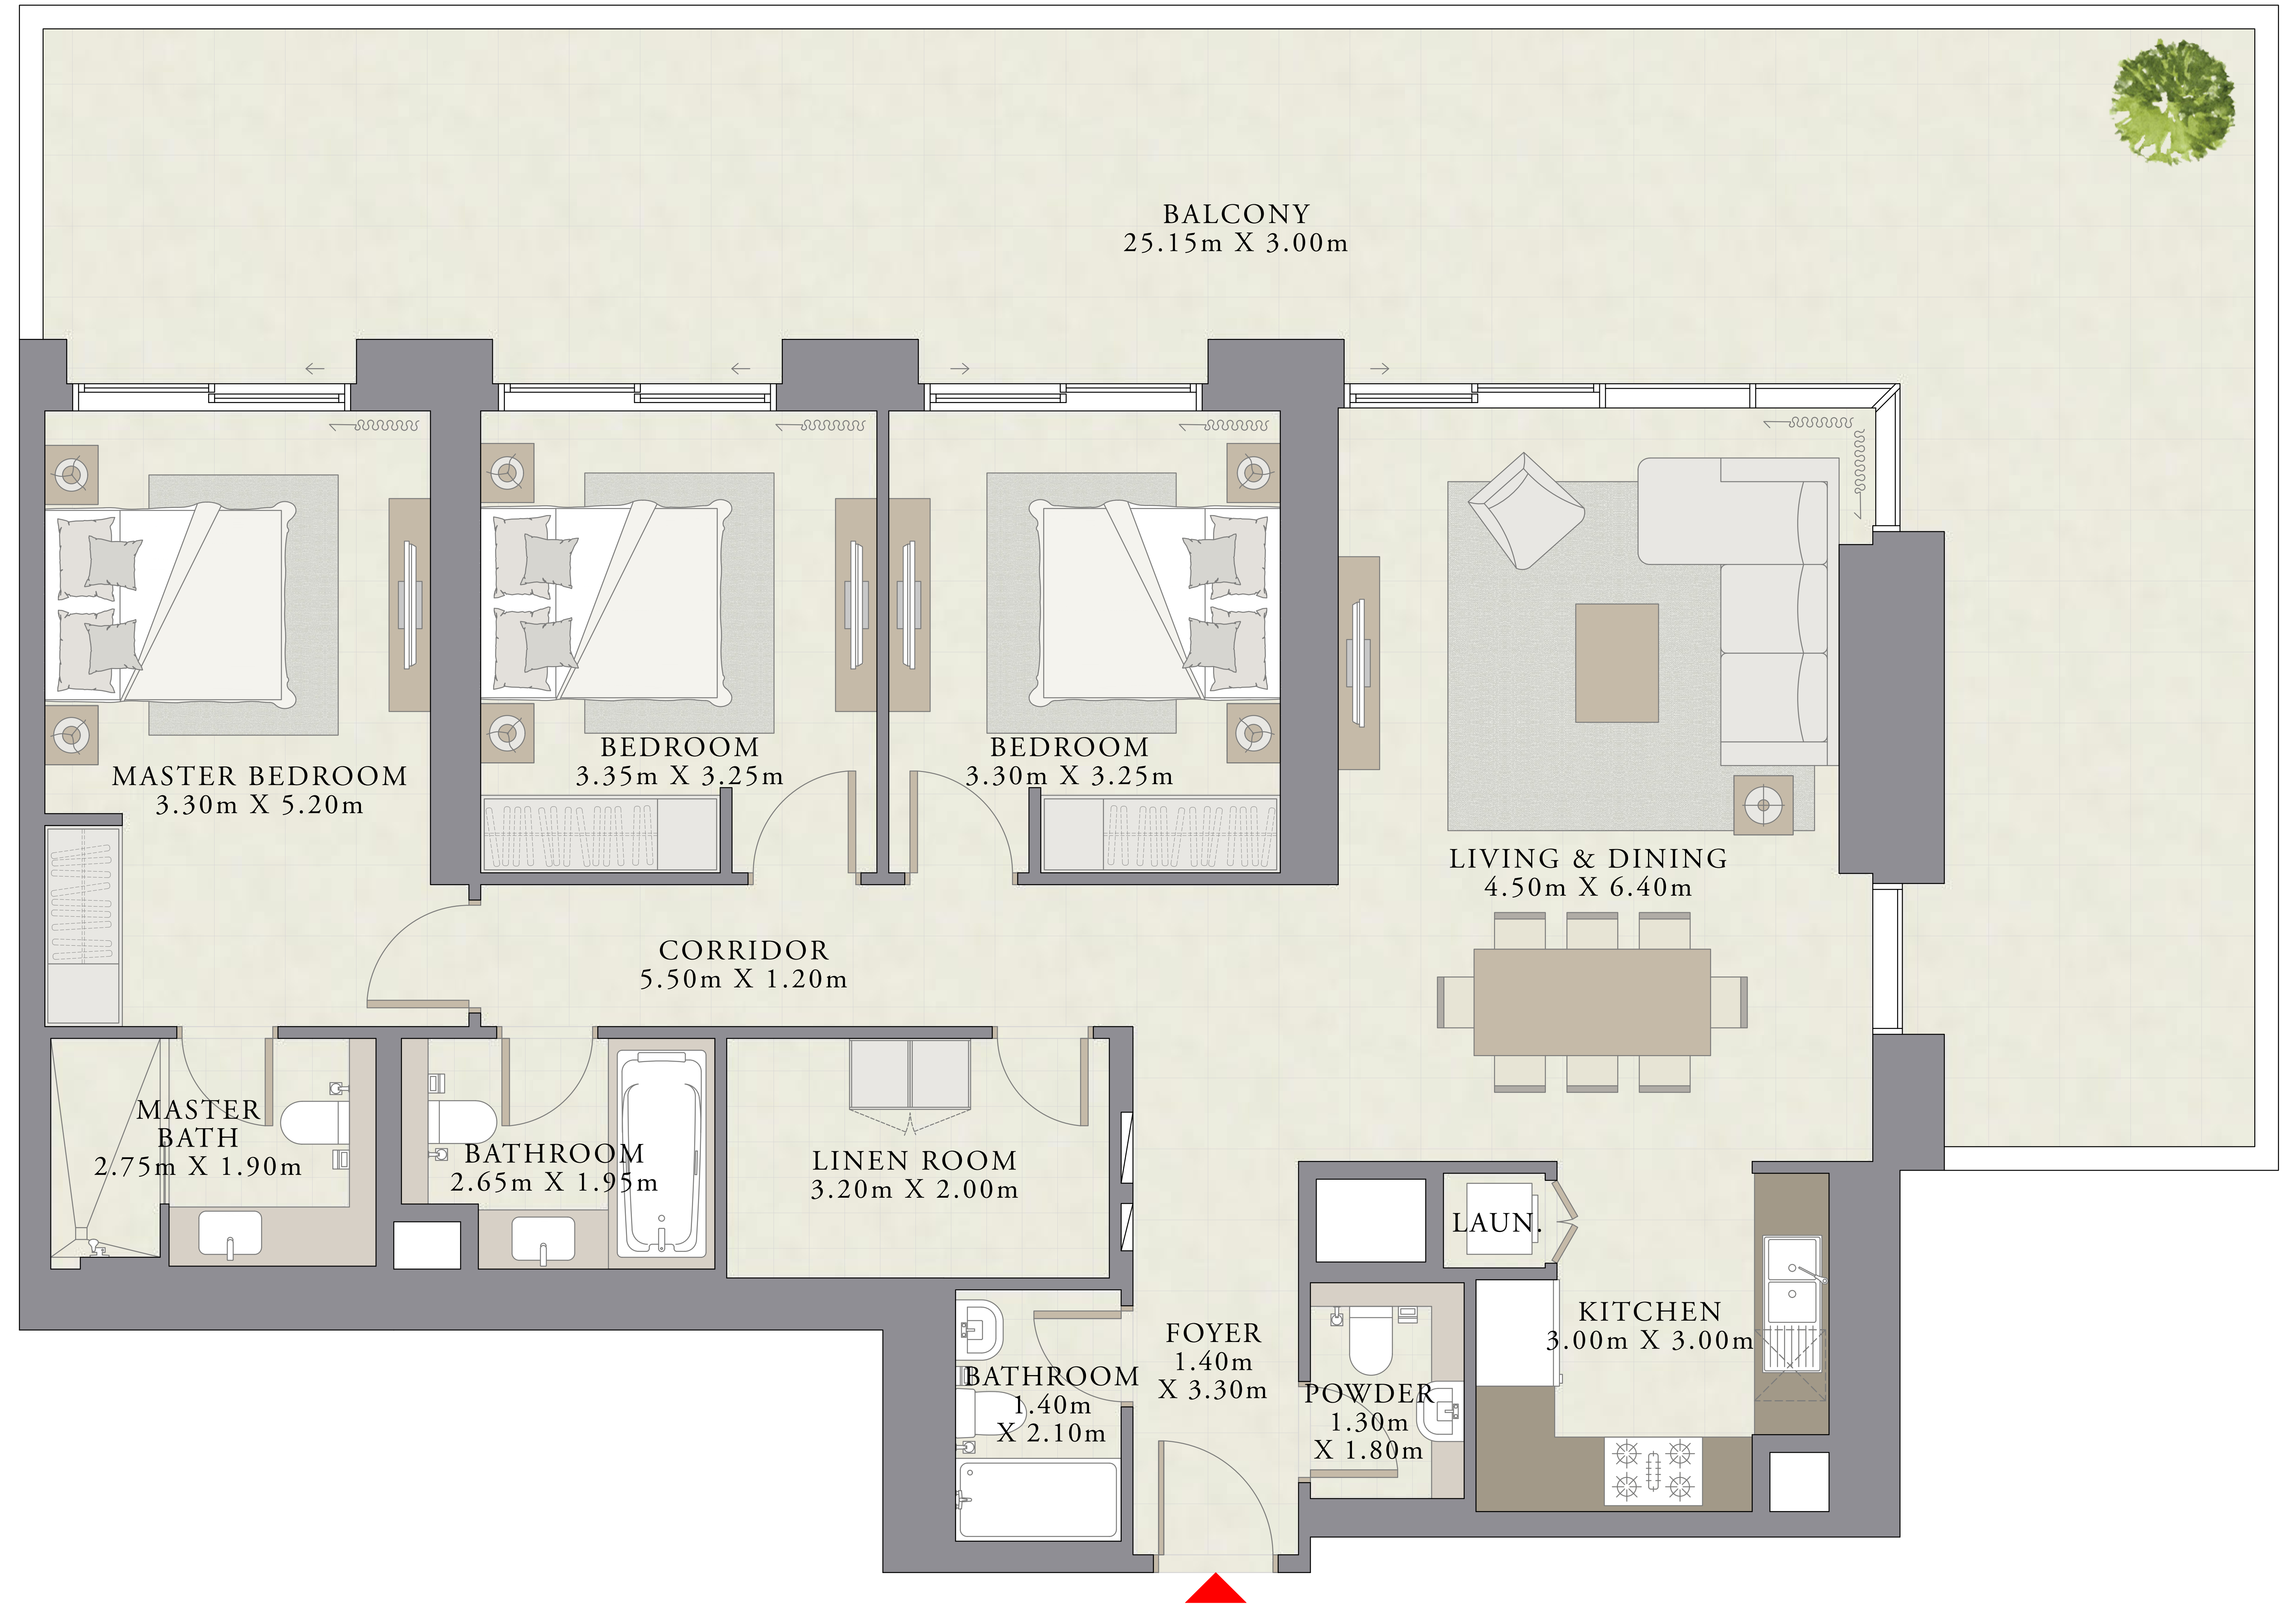 BALCONY
25.15m X 3.00m
BEDROOM
3.35m X 3.25m
BEDROOM
3.30m X 3.25m
MASTER BEDROOM
3.30m X 5.20m
LIVING & DINING
4.50m X 6.40m
CORRIDOR
5.50m X 1.20m
MASTER
BATH
2.75m X 1.90m
BATHROOM
2.65m X 1.95m
LINEN ROOM
3.20m X 2.00m
LAUN.
KITCHEN
3.00m X 3.00m
FOYER
1.40m
X 3.30m
BATHROOM
1.40m
X 2.10m
POWDER
1.30m
X 1.80m